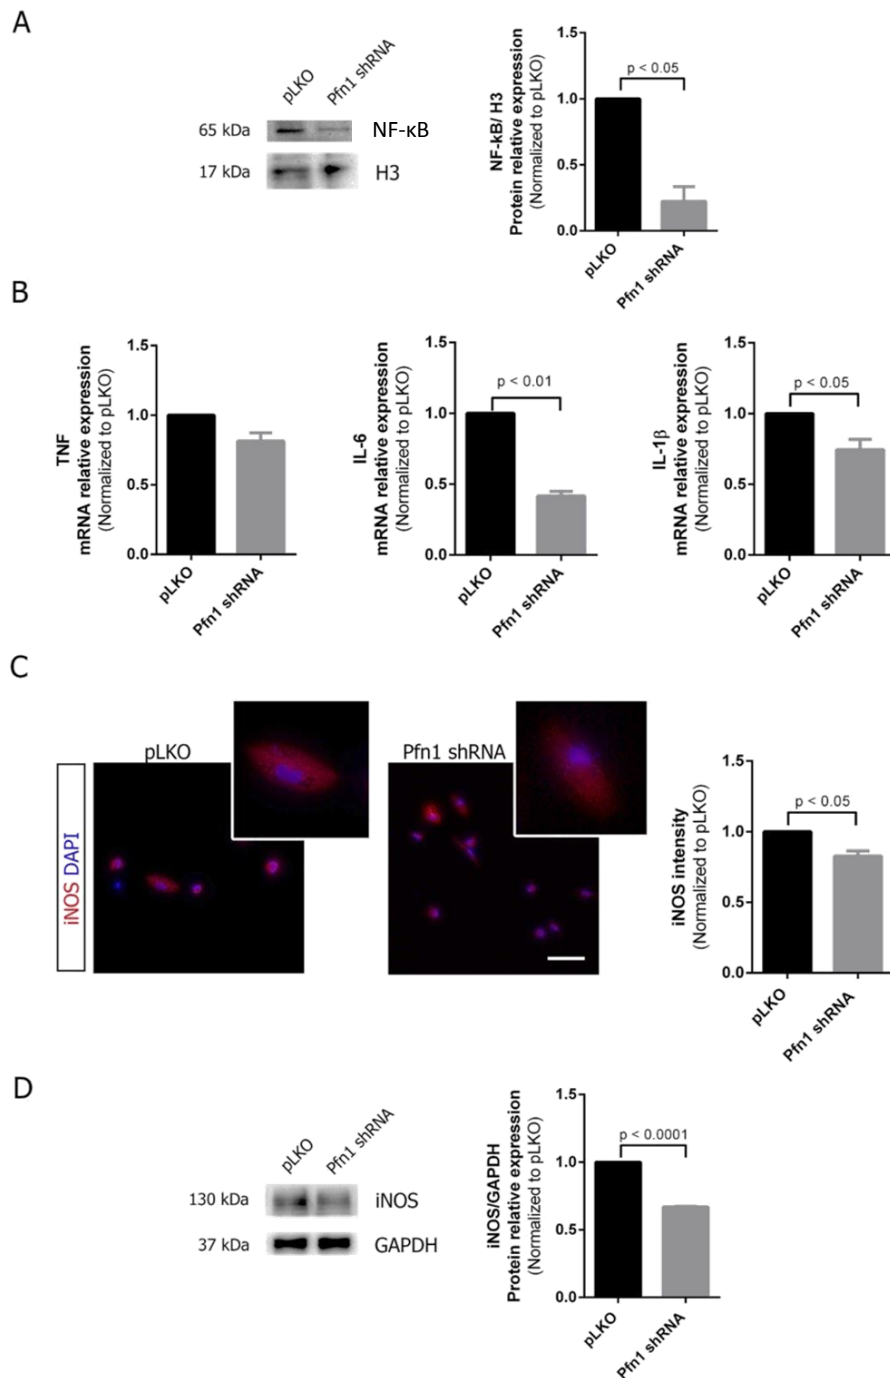 A
pLKO
Pfn1 shRNA
65 kDa
NF-κB
17 kDa
H3
NF-kB/ H3
Protein relative expression
(Normalized to pLKO)
1.5
1.0
0.5
0.0
p < 0.05
pLKO
Pfn1 shRNA
B
TNF
mRNA relative expression
(Normalized to pLKO)
1.5
1.0
0.5
0.0
pLKO
Pfn1 shRNA
IL-6
mRNA relative expression
(Normalized to pLKO)
1.5
1.0
0.5
0.0
p < 0.01
pLKO
Pfn1 shRNA
IL-1β
mRNA relative expression
(Normalized to pLKO)
1.5
1.0
0.5
0.0
p < 0.05
pLKO
Pfn1 shRNA
C
iNOS DAPI
pLKO
Pfn1 shRNA
iNOS intensity
(Normalized to pLKO)
1.5
1.0
0.5
0.0
p < 0.05
pLKO
Pfn1 shRNA
D
pLKO
Pfn1 shRNA
130 kDa
iNOS
37 kDa
GAPDH
iNOS/GAPDH
Protein relative expression
(Normalized to pLKO)
1.5
1.0
0.5
0.0
p < 0.0001
pLKO
Pfn1 shRNA